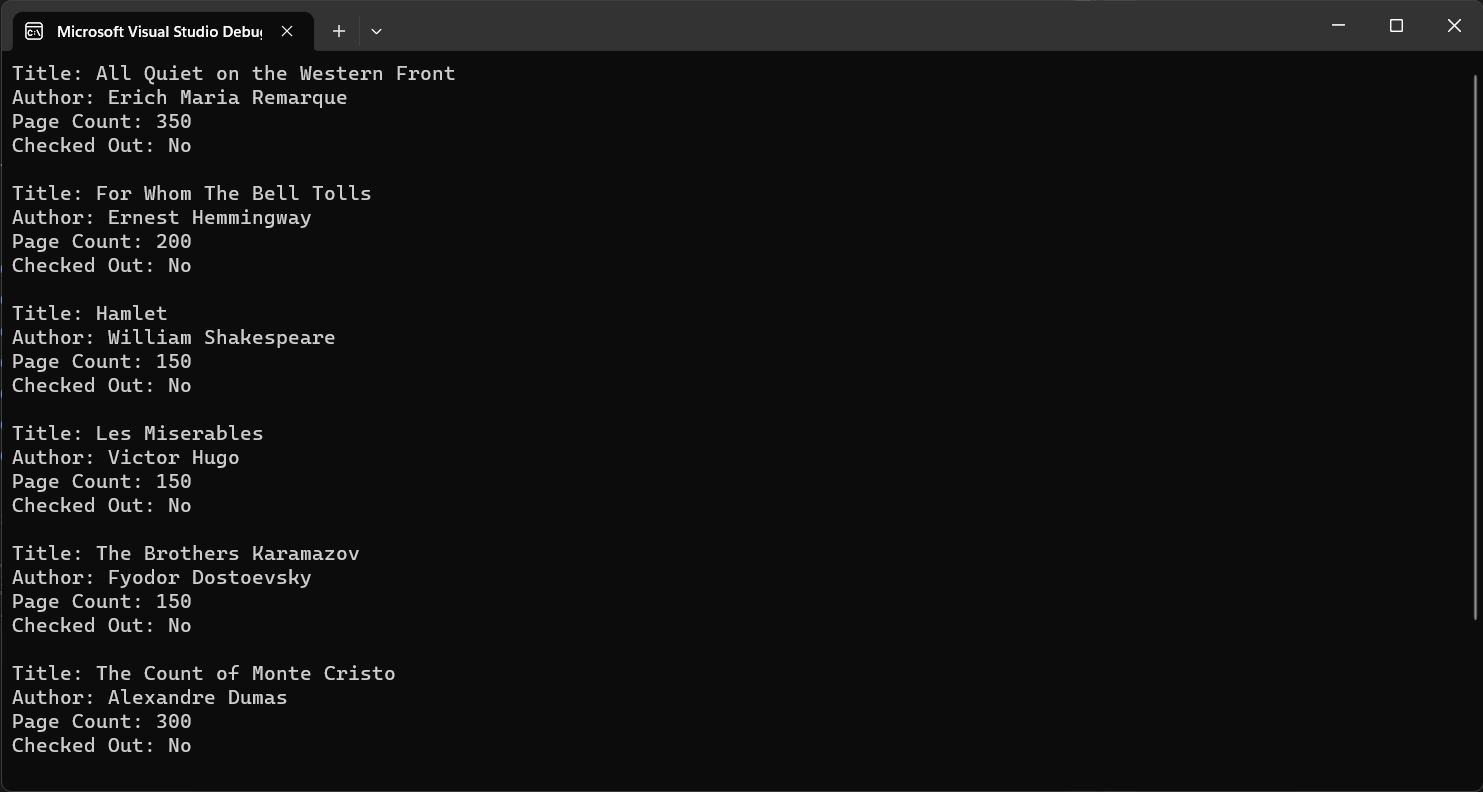 Microsoft Visual Studio Debu
Title: All Quiet on the Western Front
Author: Erich Maria Remarque
Page Count: 350
Checked Out: No
Title: For Whom The Bell Tolls
Author: Ernest Hemmingway
Page Count: 200
Checked Out: No
Title: Hamlet
Author: William Shakespeare
Page Count: 150
Checked Out: No
Title: Les Miserables
Author: Victor Hugo
Page Count: 150
Checked Out: No
Title: The Brothers Karamazov
Author: Fyodor Dostoevsky
Page Count: 150
Checked Out: No
Title: The Count of Monte Cristo
Author: Alexandre Dumas
Page Count: 300
Checked Out: No